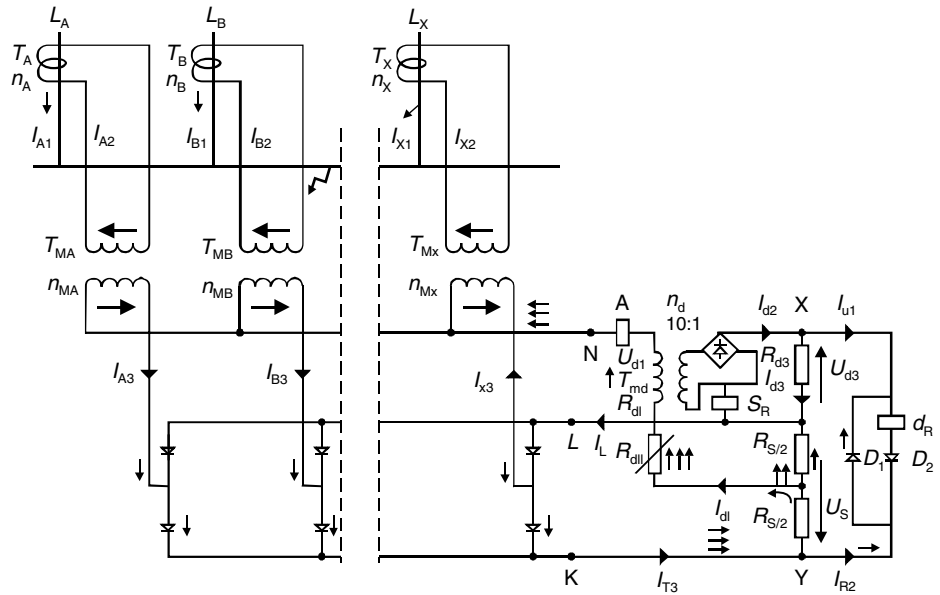 L_A L_B L_X
T_A T_B T_X
n_A n_B n_X
I_A1 I_A2 I_B1 I_B2 I_X1 I_X2
T_MA T_MB T_Mx
n_MA n_MB n_Mx A n_d I_d2 X I_u1
10:1
N U_d1 R_d3 U_d3
I_A3 I_B3 I_x3 T_md I_d3
R_dI S_R d_R
L I_L R_dII R_S/2 D_1 D_2
I_dI R_S/2 U_S
K I_T3 Y I_R2